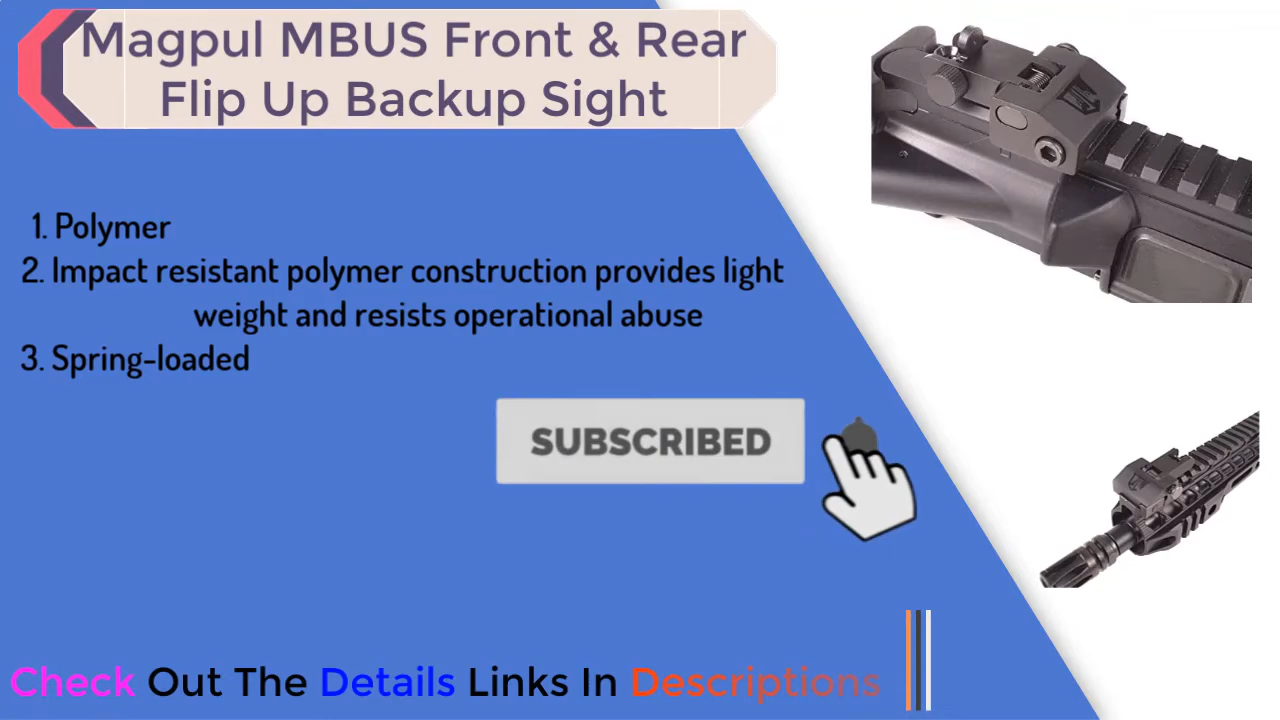 Magpul MBUS Front & Rear
Flip Up Backup Sight
1. Polymer
2. Impact resistant polymer construction provides light
weight and resists operational abuse
3. Spring-loaded
SUBSCRIBED
Check Out The Details Links In Descriptions